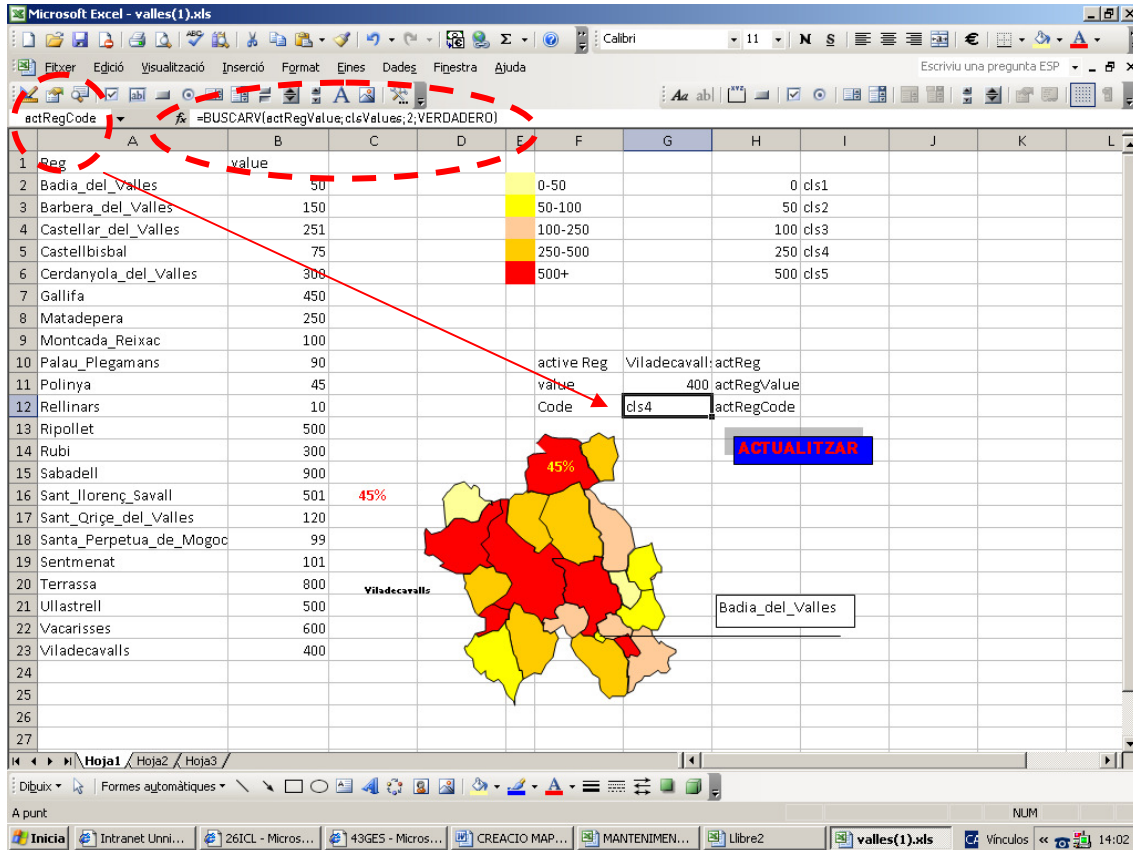 Microsoft Excel - valles(1).xls
Calibri 11 N S €
Fitxer Edició Visualització Inserció Format Eines Dades Finestra Ajuda Escriviu una pregunta ESP
actRegCode fx =BUSCARV(actRegValue;clsValues;2;VERDADERO)
A B C D E F G H I J K L
1 Reg value
2 Badia_del_Valles 50 0-50 0 cls1
3 Barbera_del_Valles 150 50-100 50 cls2
4 Castellar_del_Valles 251 100-250 100 cls3
5 Castellbisbal 75 250-500 250 cls4
6 Cerdanyola_del_Valles 300 500+ 500 cls5
7 Gallifa 450
8 Matadepera 250
9 Montcada_Reixac 100
10 Palau_Plegamans 90 active Reg Viladecavall: actReg
11 Polinya 45 value 400 actRegValue
12 Rellinars 10 Code cls4 actRegCode
13 Ripollet 500
14 Rubi 300 ACTUALITZAR
15 Sabadell 900 45%
16 Sant_llorenç_Savall 501 45%
17 Sant_Qriçe_del_Valles 120
18 Santa_Perpetua_de_Mogoc 99
19 Sentmenat 101
20 Terrassa 800 Viladecavalls
21 Ullastrell 500 Badia_del_Valles
22 Vacarisses 600
23 Viladecavalls 400
24
25
26
27
Hoja1 Hoja2 Hoja3
Dibuix Formes automàtiques
A punt NUM
Inicia Intranet Unni... 26ICL - Micros... 43GES - Micros... CREACIO MAP... MANTENIMEN... Llibre2 valles(1).xls Vínculos « 14:02